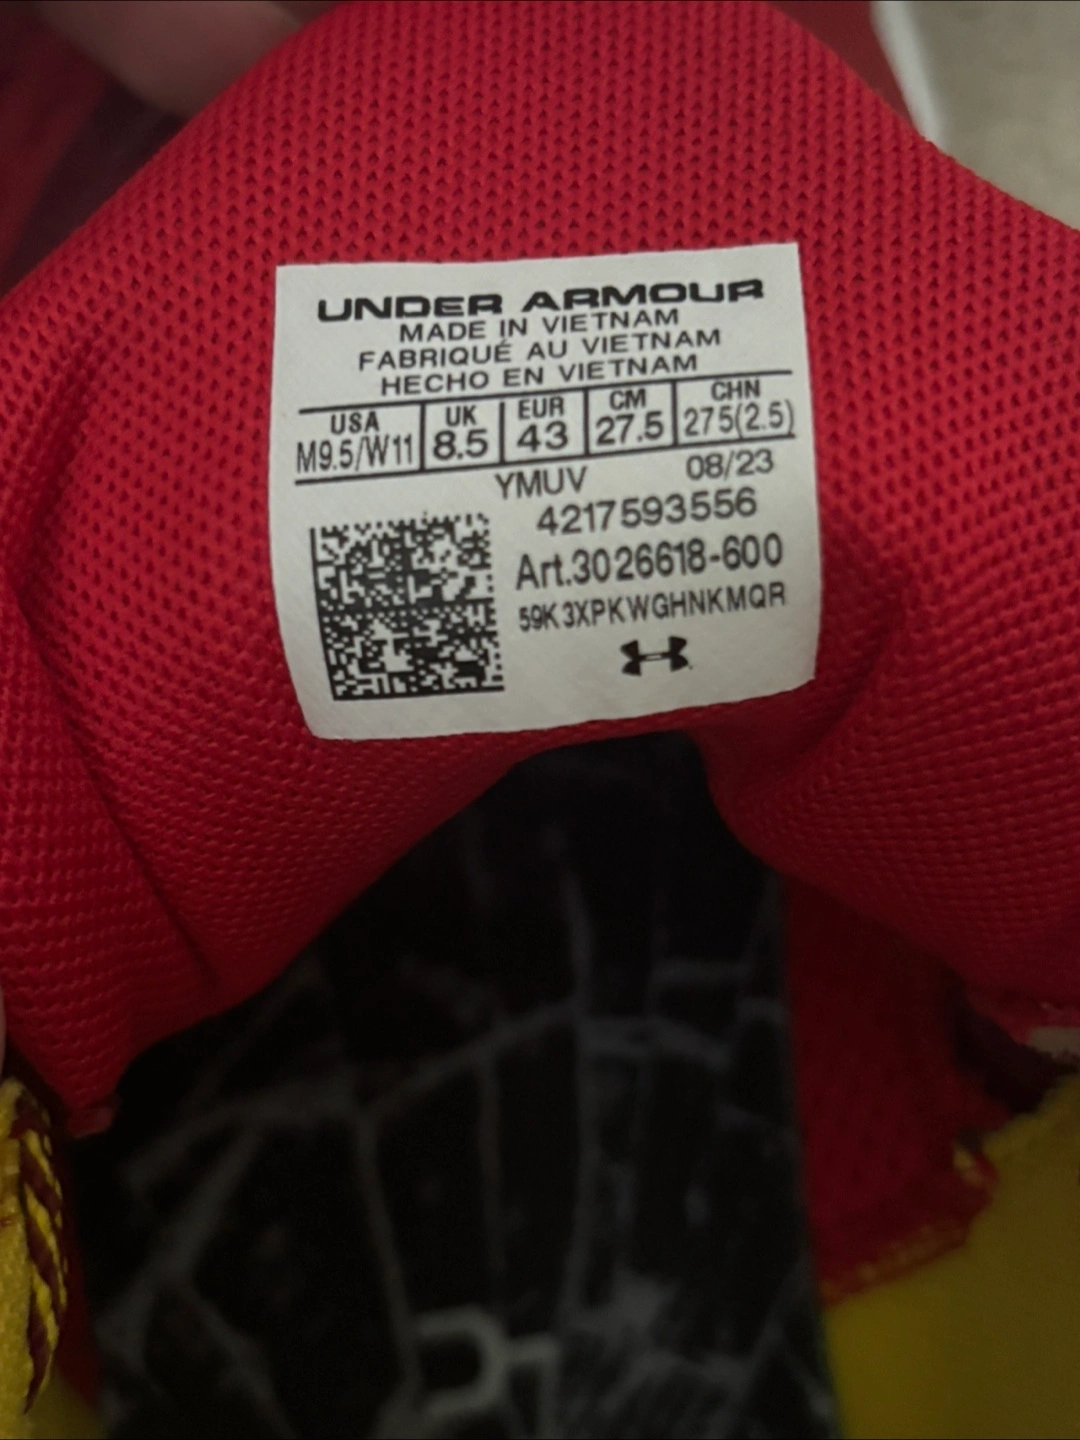 UNDER ARMOUR
MADE IN VIETNAM
FABRIQUÉ AU VIETNAM
HECHO EN VIETNAM
USA UK EUR CM CHN
M9.5/W11 8.5 43 27.5 275(2.5)
YMUV 08/23
4217593556
Art.3026618-600
59K3XPKWGHNKMQR